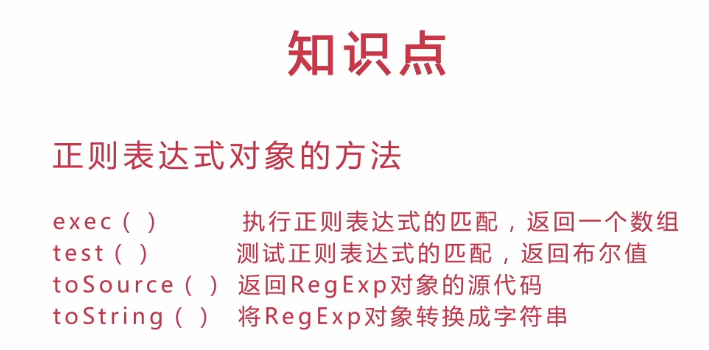 知识点
正则表达式对象的方法
exec ( ) 执行正则表达式的匹配，返回一个数组
test ( ) 测试正则表达式的匹配，返回布尔值
toSource ( ) 返回RegExp对象的源代码
toString ( ) 将RegExp对象转换成字符串